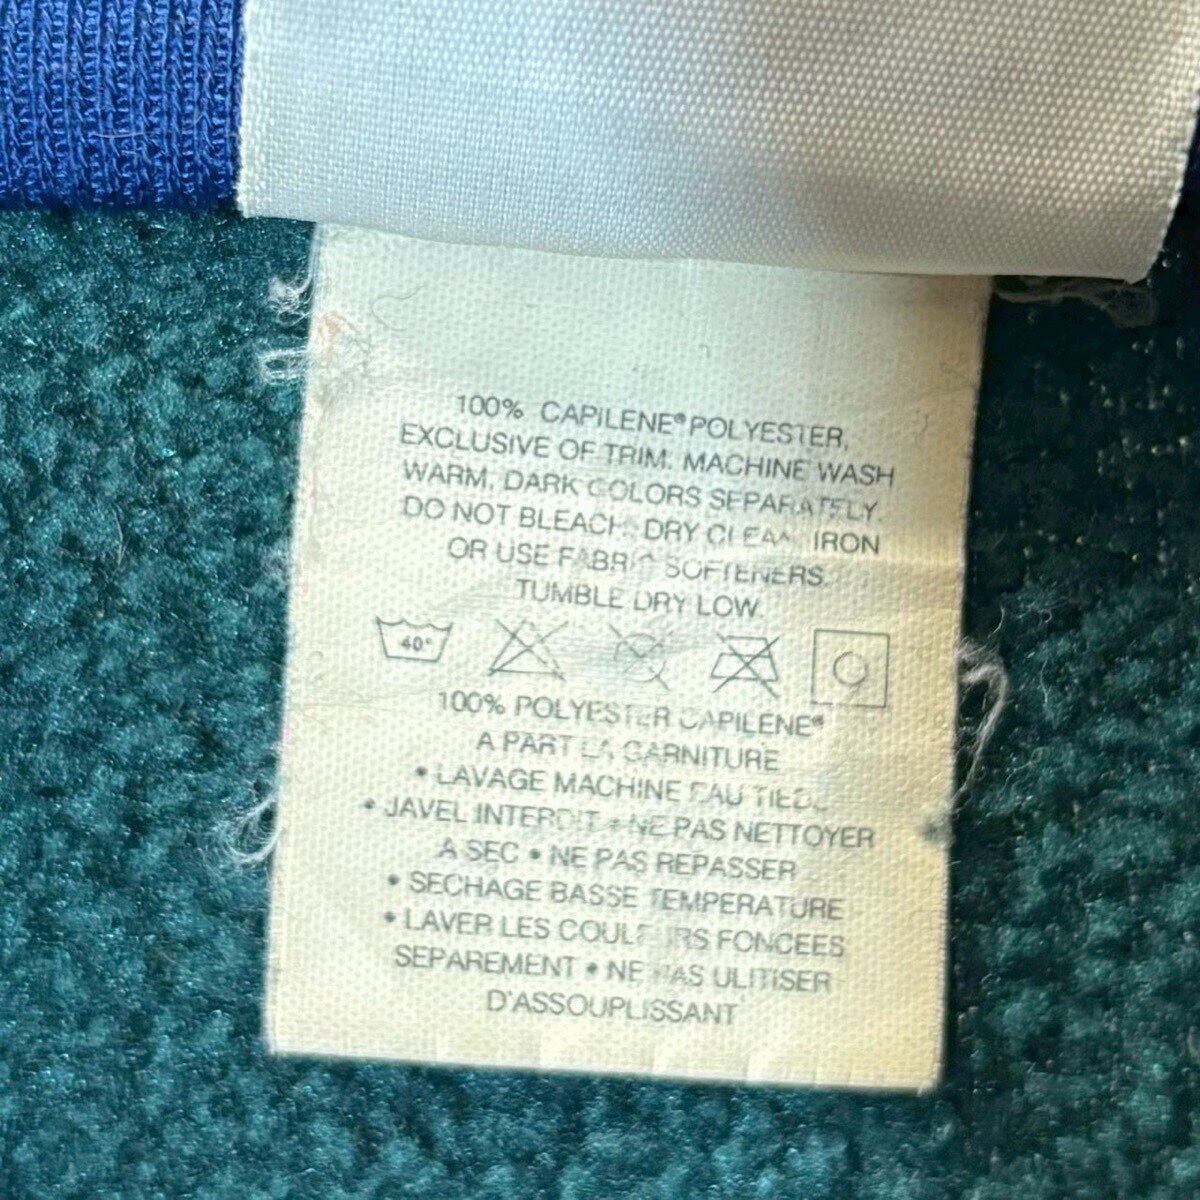 100% CAPILENE® POLYESTER,
EXCLUSIVE OF TRIM. MACHINE WASH
WARM, DARK COLORS SEPARATELY.
DO NOT BLEACH, DRY CLEAN, IRON
OR USE FABRIC SOFTENERS.
TUMBLE DRY LOW.
40°
100% POLYESTER CAPILENE®
A PART LA GARNITURE
• LAVAGE MACHINE EAU TIEDE
• JAVEL INTERDIT • NE PAS NETTOYER
A SEC • NE PAS REPASSER
• SECHAGE BASSE TEMPERATURE
• LAVER LES COULEURS FONCEES
SEPAREMENT • NE PAS ULITISER
D'ASSOUPLISSANT